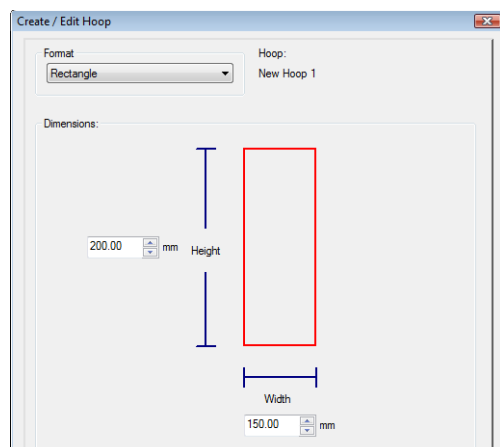 Create / Edit Hoop
Format
Hoop:
Rectangle
New Hoop 1
Dimensions:
200.00 mm
Height
Width
150.00 mm